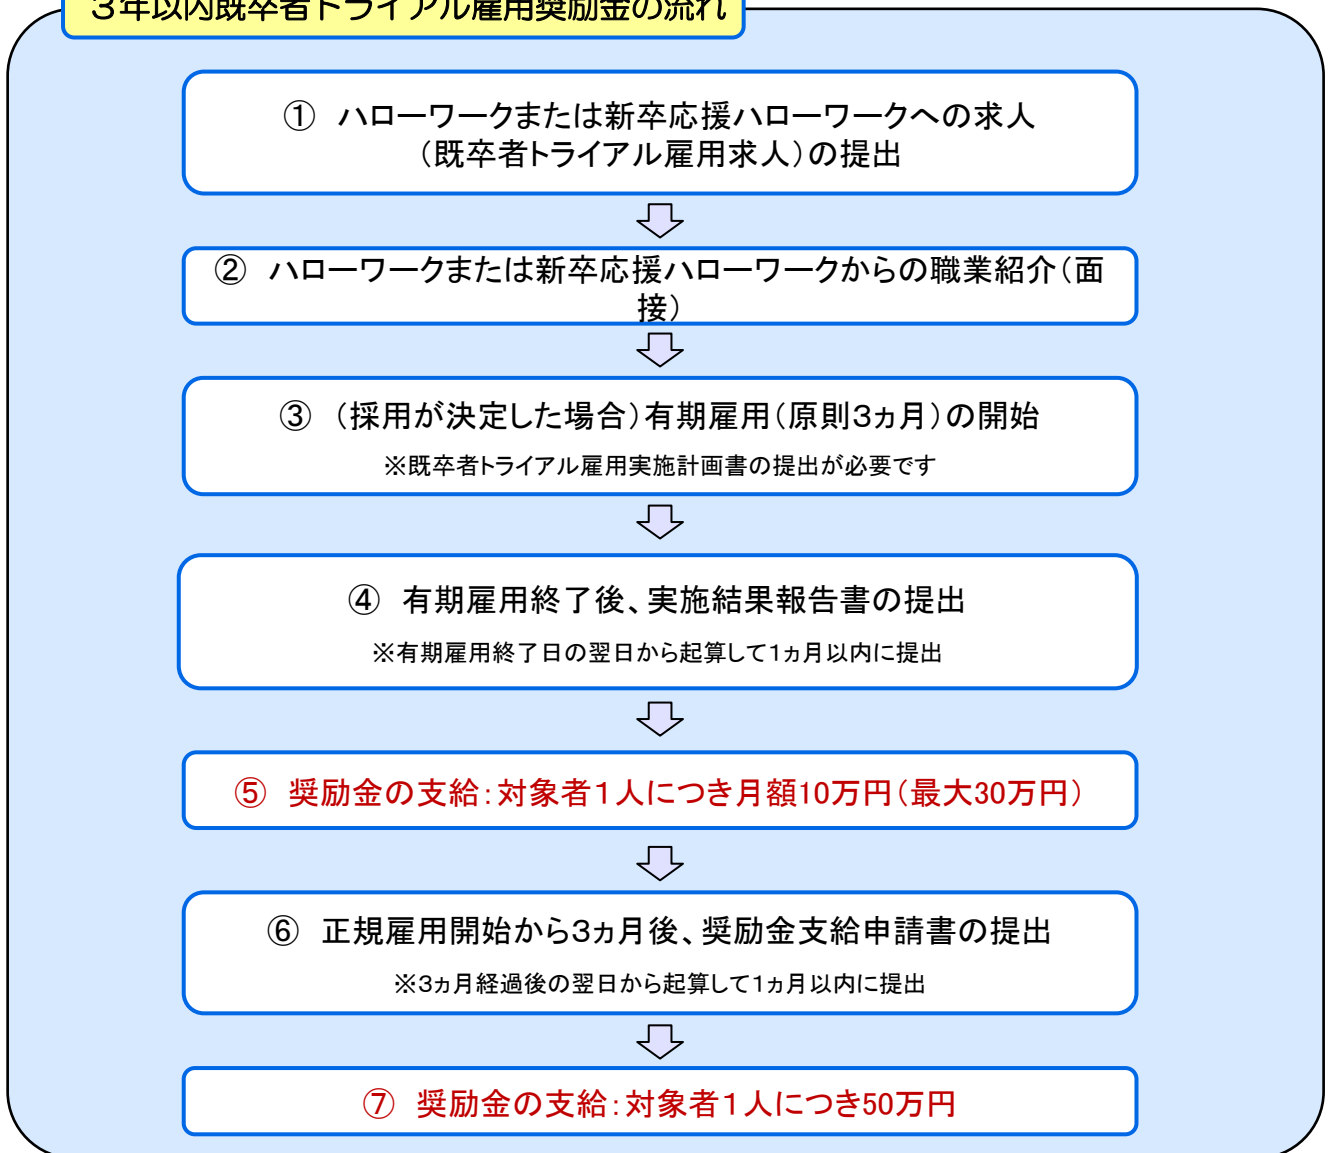 ３年以内既卒者トライアル雇用奨励金の流れ
① ハローワークまたは新卒応援ハローワークへの求人
（既卒者トライアル雇用求人）の提出
② ハローワークまたは新卒応援ハローワークからの職業紹介（面
接）
③ （採用が決定した場合）有期雇用（原則３ヵ月）の開始
※既卒者トライアル雇用実施計画書の提出が必要です
④ 有期雇用終了後、実施結果報告書の提出
※有期雇用終了日の翌日から起算して１ヵ月以内に提出
⑤ 奨励金の支給：対象者１人につき月額10万円（最大30万円）
⑥ 正規雇用開始から３ヵ月後、奨励金支給申請書の提出
※３ヵ月経過後の翌日から起算して１ヵ月以内に提出
⑦ 奨励金の支給：対象者１人につき50万円